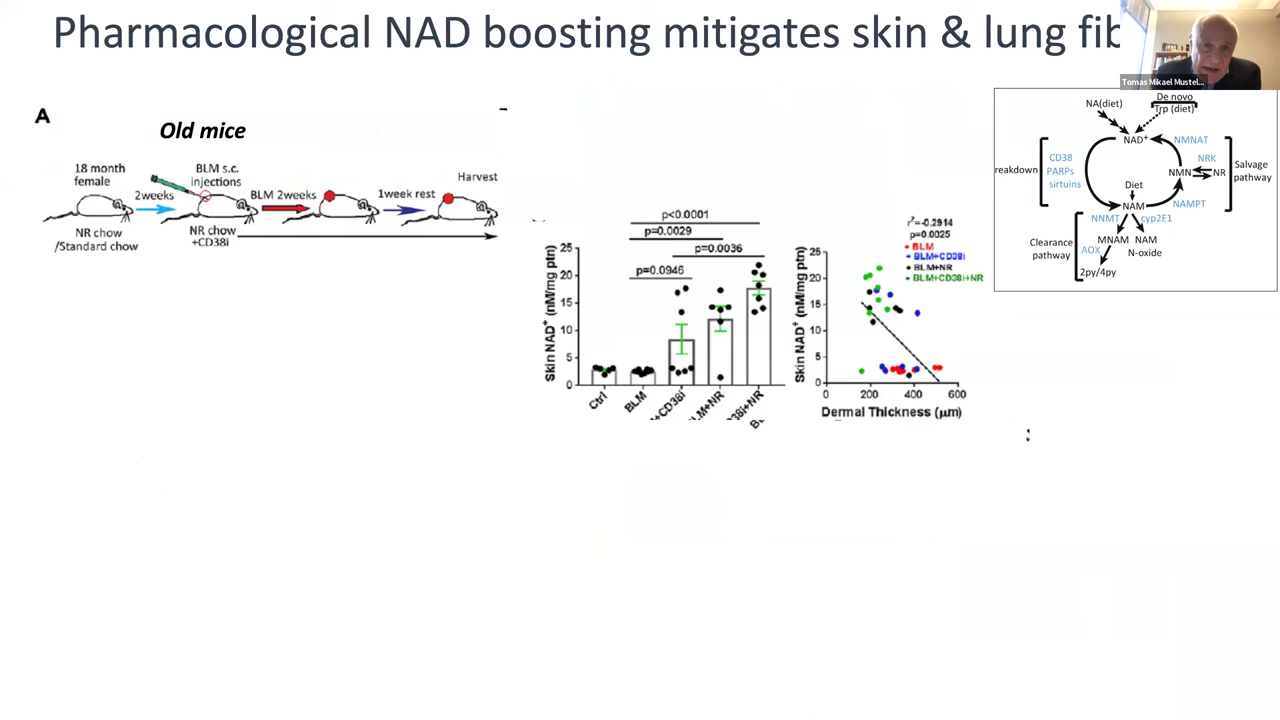 Pharmacological NAD boosting mitigates skin & lung fib
Tomas Mikael Mustel...
A
Old mice
18 month
female
2weeks
BLM s.c.
injections
BLM 2weeks
1week rest
Harvest
NR chow
/Standard chow
NR chow
+CD38i
p<0.0001
p=0.0029
p=0.0036
p=0.0946
Skin NAD+ (nM/mg ptn)
25
20
15
10
5
0
Ctrl
BLM
+CD38i
LM+NR
38i+NR
r²=-0.2914
p=0.0025
BLM
BLM+CD38i
BLM+NR
BLM+CD38i+NR
Skin NAD+ (nM/mg ptn)
25
20
15
10
5
0
0
200
400
600
Dermal Thickness (µm)
NA(diet)
De novo
Trp (diet)
NAD+
NMNAT
reakdown
CD38
PARPs
sirtuins
NRK
NMN
NR
Salvage
pathway
Diet
NAM
NAMPT
NNMT
cyp2E1
Clearance
pathway
MNAM
NAM
N-oxide
AOX
2py/4py